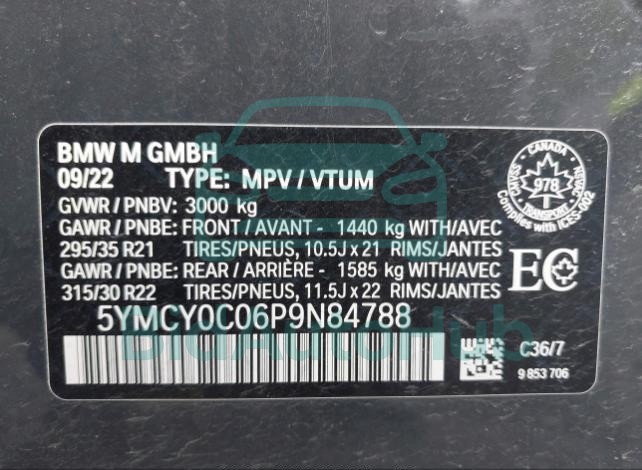 BMW M GMBH
09/22 TYPE: MPV / VTUM
GVWR / PNBV: 3000 kg
GAWR / PNBE: FRONT / AVANT - 1440 kg WITH/AVEC
295/35 R21 TIRES/PNEUS, 10.5J x 21 RIMS/JANTES
GAWR / PNBE: REAR / ARRIÈRE - 1585 kg WITH/AVEC
315/30 R22 TIRES/PNEUS, 11.5J x 22 RIMS/JANTES
5YMCY0C06P9N84788
CANADA
CMVSS
NSVAC
978
TRANSPORT
Complies with ICES-002
EC
C36/7
9 853 706
BidAutoHub